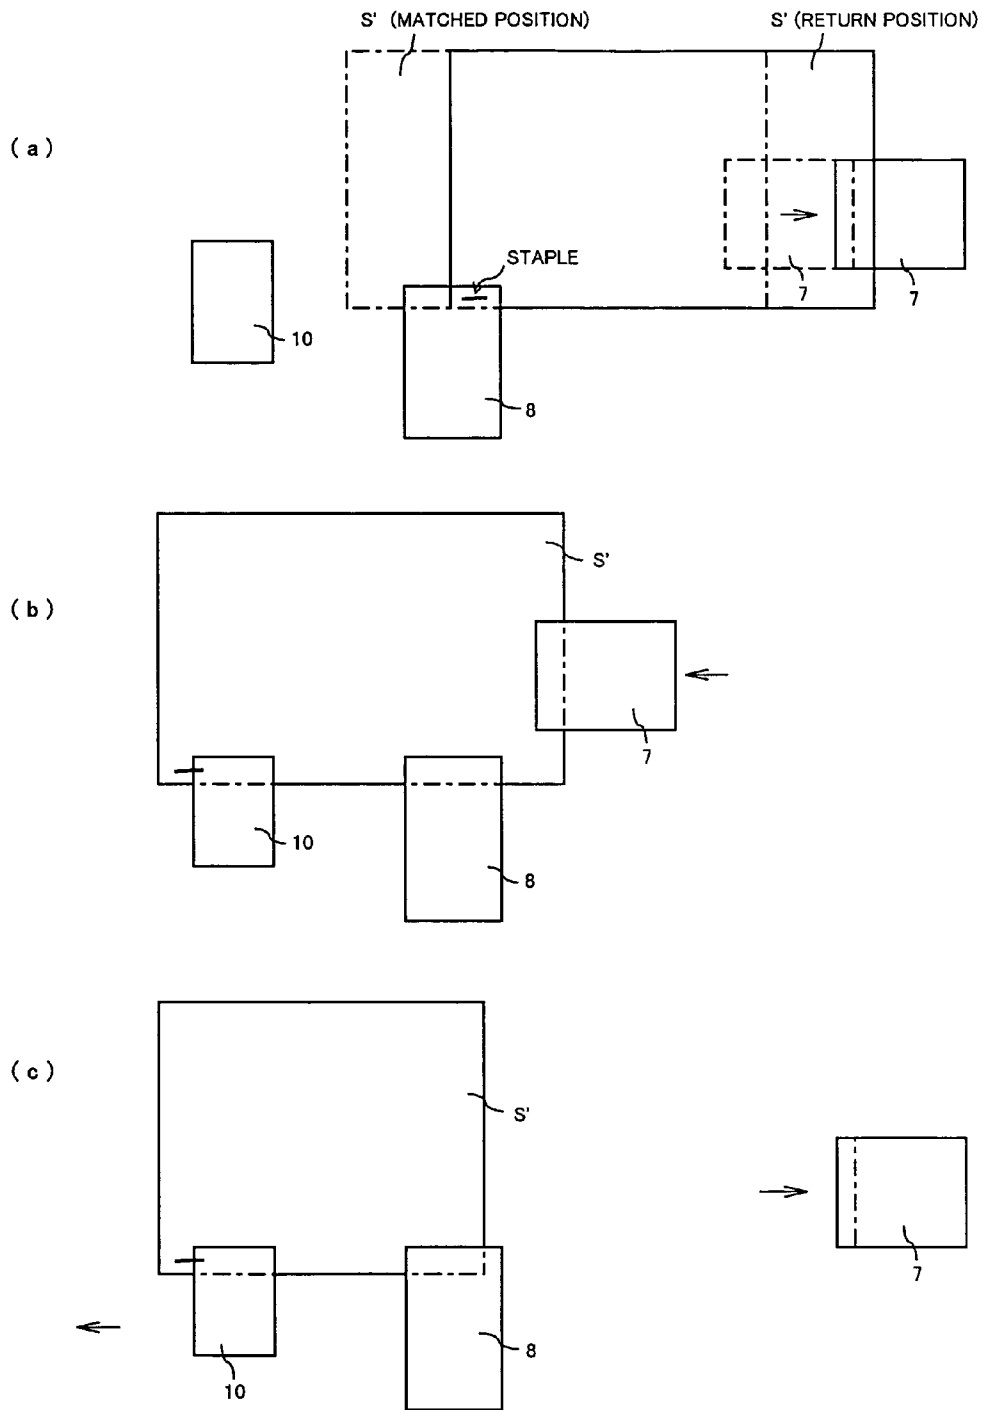 S' (MATCHED POSITION)
S' (RETURN POSITION)
(a)
STAPLE
7
7
10
8
(b)
S'
7
10
8
(c)
S'
7
8
10